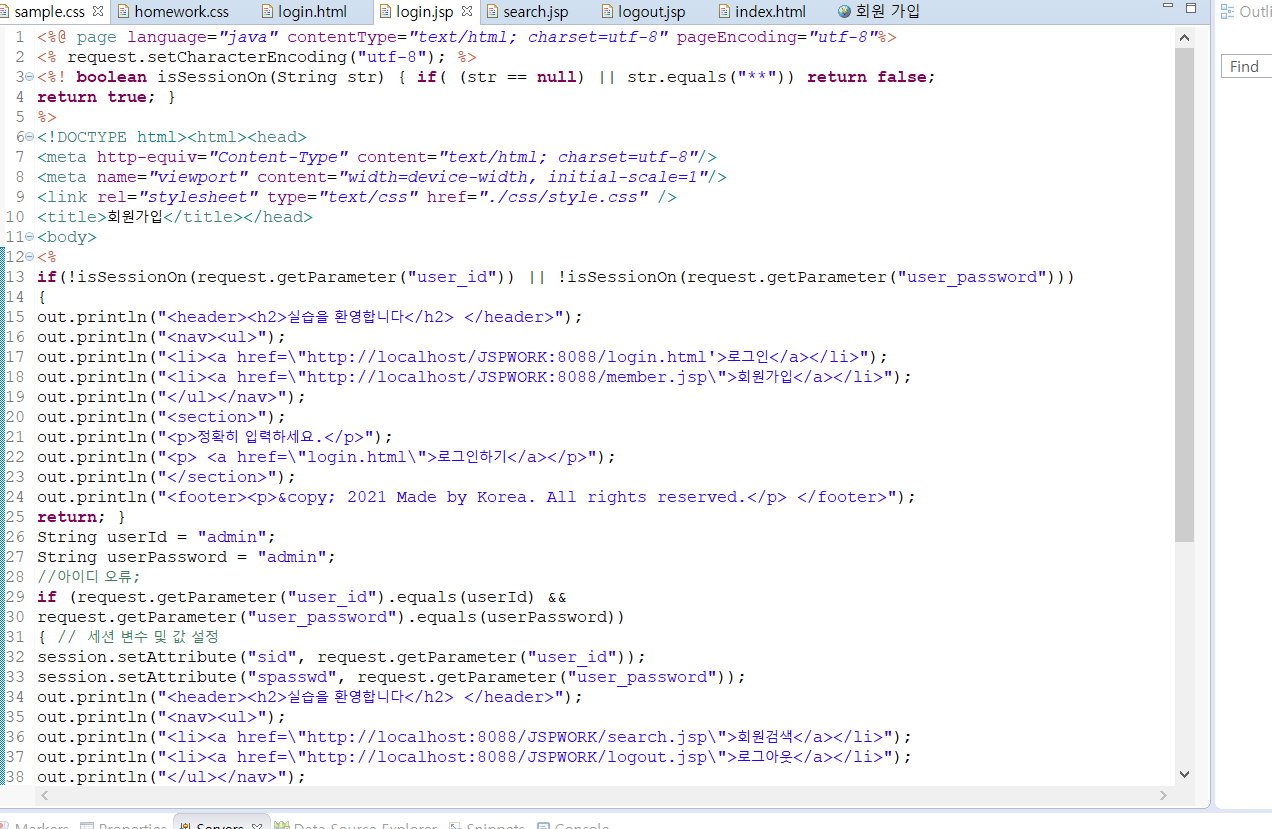 sample.css homework.css login.html login.jsp search.jsp logout.jsp index.html 회원 가입 Outli
Find
1 <%@ page language="java" contentType="text/html; charset=utf-8" pageEncoding="utf-8"%>
2 <% request.setCharacterEncoding("utf-8"); %>
3 <%! boolean isSessionOn(String str) { if( (str == null) || str.equals("**")) return false;
4 return true; }
5 %>
6 <!DOCTYPE html><html><head>
7 <meta http-equiv="Content-Type" content="text/html; charset=utf-8"/>
8 <meta name="viewport" content="width=device-width, initial-scale=1"/>
9 <link rel="stylesheet" type="text/css" href="./css/style.css" />
10 <title>회원가입</title></head>
11 <body>
12 <%
13 if(!isSessionOn(request.getParameter("user_id")) || !isSessionOn(request.getParameter("user_password")))
14 {
15 out.println("<header><h2>실습을 환영합니다</h2> </header>");
16 out.println("<nav><ul>");
17 out.println("<li><a href=\"http://localhost/JSPWORK:8088/login.html'>로그인</a></li>");
18 out.println("<li><a href=\"http://localhost/JSPWORK:8088/member.jsp\">회원가입</a></li>");
19 out.println("</ul></nav>");
20 out.println("<section>");
21 out.println("<p>정확히 입력하세요.</p>");
22 out.println("<p> <a href=\"login.html\">로그인하기</a></p>");
23 out.println("</section>");
24 out.println("<footer><p>&copy; 2021 Made by Korea. All rights reserved.</p> </footer>");
25 return; }
26 String userId = "admin";
27 String userPassword = "admin";
28 //아이디 오류;
29 if (request.getParameter("user_id").equals(userId) &&
30 request.getParameter("user_password").equals(userPassword))
31 { // 세션 변수 및 값 설정
32 session.setAttribute("sid", request.getParameter("user_id"));
33 session.setAttribute("spasswd", request.getParameter("user_password"));
34 out.println("<header><h2>실습을 환영합니다</h2> </header>");
35 out.println("<nav><ul>");
36 out.println("<li><a href=\"http://localhost:8088/JSPWORK/search.jsp\">회원검색</a></li>");
37 out.println("<li><a href=\"http://localhost:8088/JSPWORK/logout.jsp\">로그아웃</a></li>");
38 out.println("</ul></nav>");
Markers Properties Servers Data Source Explorer Snippets Console